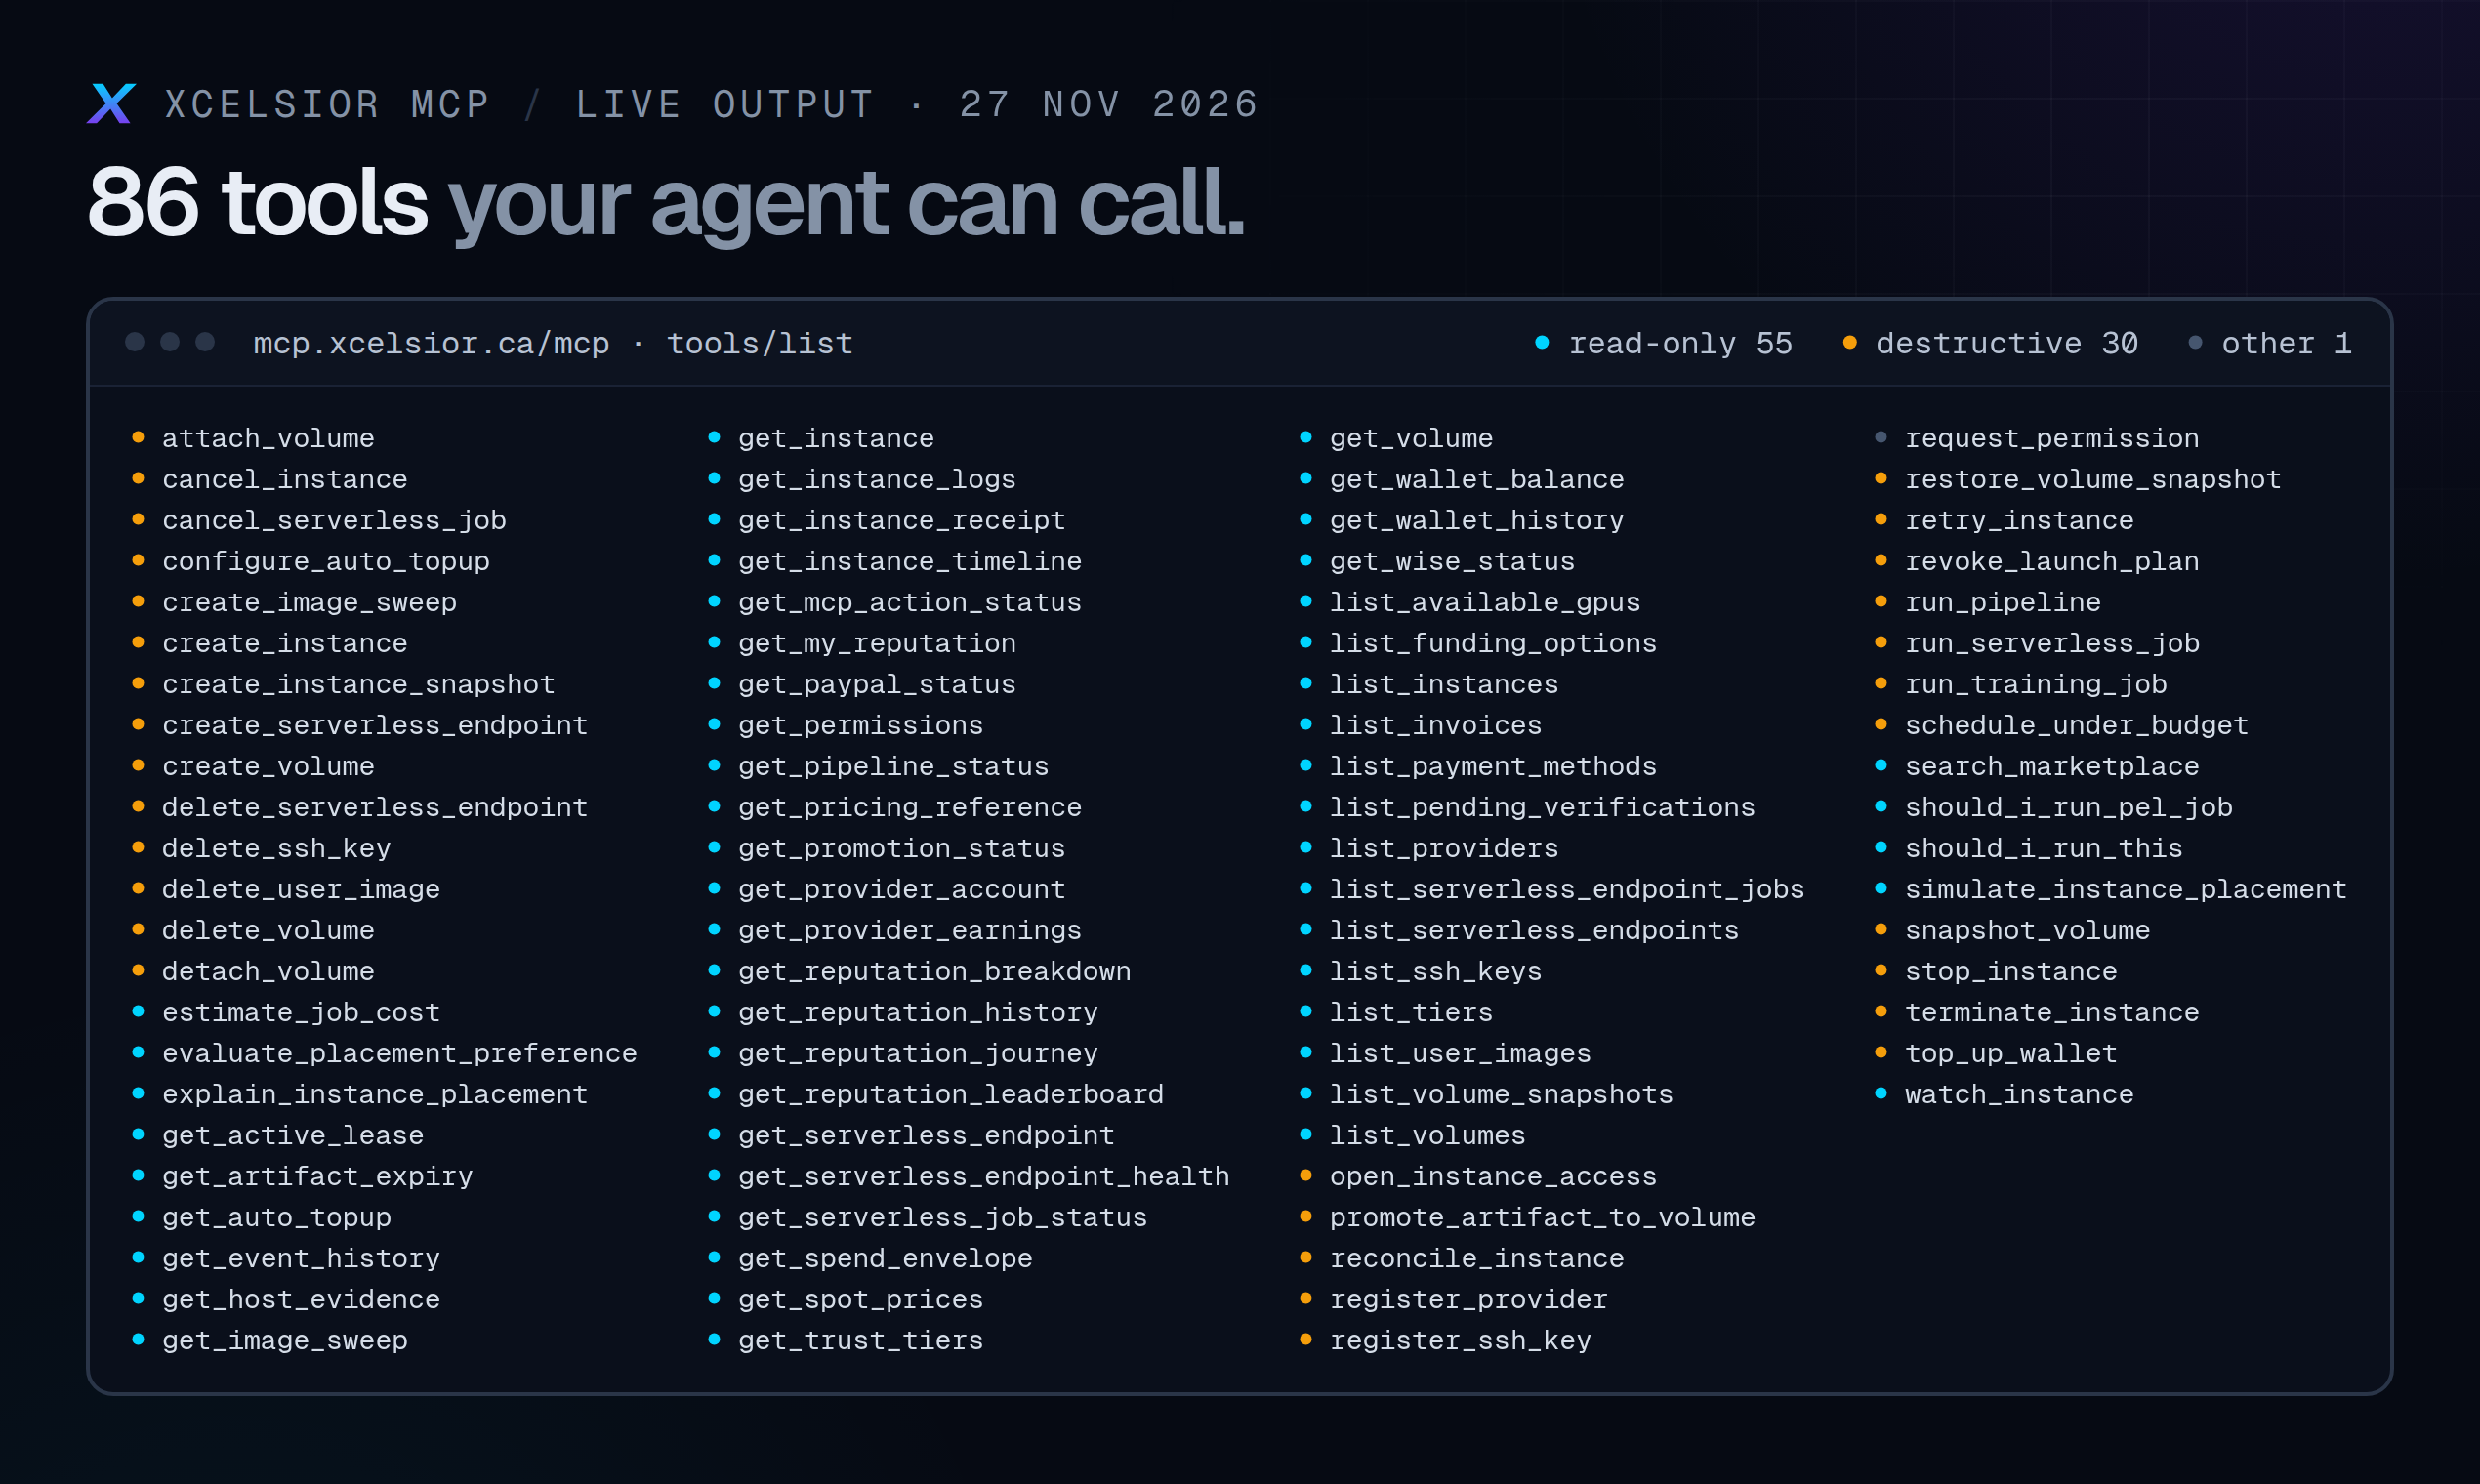 XCELSIOR MCP / LIVE OUTPUT · 27 NOV 2026
86 tools your agent can call.
mcp.xcelsior.ca/mcp · tools/list
read-only 55 destructive 30 other 1
attach_volume
cancel_instance
cancel_serverless_job
configure_auto_topup
create_image_sweep
create_instance
create_instance_snapshot
create_serverless_endpoint
create_volume
delete_serverless_endpoint
delete_ssh_key
delete_user_image
delete_volume
detach_volume
estimate_job_cost
evaluate_placement_preference
explain_instance_placement
get_active_lease
get_artifact_expiry
get_auto_topup
get_event_history
get_host_evidence
get_image_sweep
get_instance
get_instance_logs
get_instance_receipt
get_instance_timeline
get_mcp_action_status
get_my_reputation
get_paypal_status
get_permissions
get_pipeline_status
get_pricing_reference
get_promotion_status
get_provider_account
get_provider_earnings
get_reputation_breakdown
get_reputation_history
get_reputation_journey
get_reputation_leaderboard
get_serverless_endpoint
get_serverless_endpoint_health
get_serverless_job_status
get_spend_envelope
get_spot_prices
get_trust_tiers
get_volume
get_wallet_balance
get_wallet_history
get_wise_status
list_available_gpus
list_funding_options
list_instances
list_invoices
list_payment_methods
list_pending_verifications
list_providers
list_serverless_endpoint_jobs
list_serverless_endpoints
list_ssh_keys
list_tiers
list_user_images
list_volume_snapshots
list_volumes
open_instance_access
promote_artifact_to_volume
reconcile_instance
register_provider
register_ssh_key
request_permission
restore_volume_snapshot
retry_instance
revoke_launch_plan
run_pipeline
run_serverless_job
run_training_job
schedule_under_budget
search_marketplace
should_i_run_pel_job
should_i_run_this
simulate_instance_placement
snapshot_volume
stop_instance
terminate_instance
top_up_wallet
watch_instance